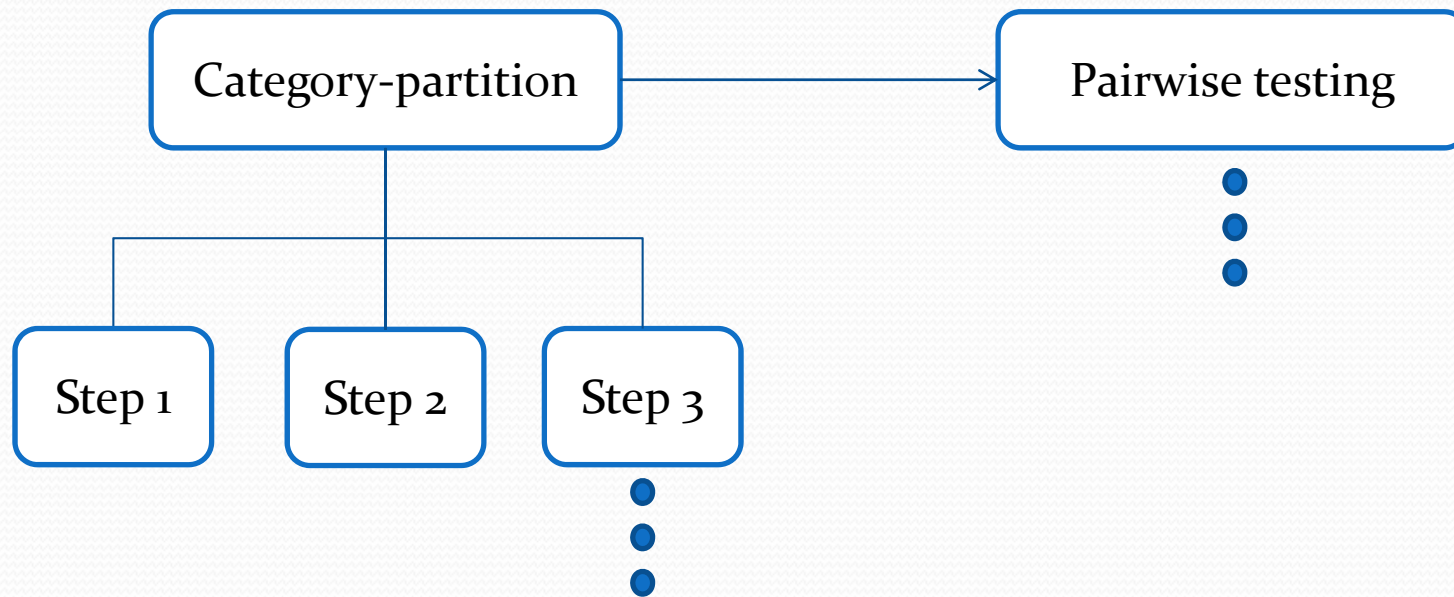 Category-partition
Pairwise testing
Step 1
Step 2
Step 3